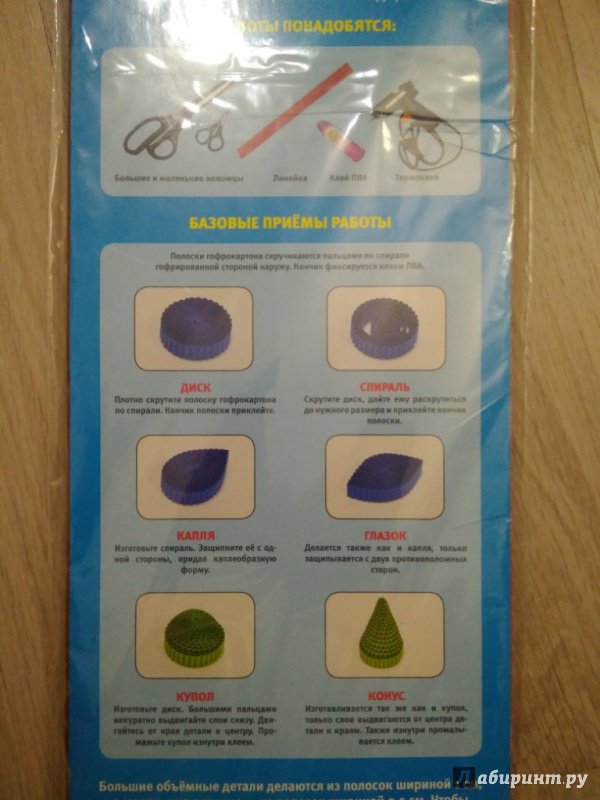 БОТЫ ПОНАДОБЯТСЯ:
Большие и маленькие ножницы
Линейка
Клей ПВА
Термоклей
БАЗОВЫЕ ПРИЁМЫ РАБОТЫ
Полоски гофрокартона скручиваются пальцами по спирали
гофрированной стороной наружу. Кончик фиксируется клеем ПВА.
ДИСК
Плотно скрутите полоску гофрокартона
по спирали. Кончик полоски приклейте.
СПИРАЛЬ
Скрутите диск, дайте ему раскрутиться
до нужного размера и приклейте кончик
полоски.
КАПЛЯ
Изготовьте спираль. Защипните её с од-
ной стороны, придав каплеобразную
форму.
ГЛАЗОК
Делается также как и капля, только
защипывается с двух противоположных
сторон.
КУПОЛ
Изготовьте диск. Большими пальцами
аккуратно выдвигайте слои снизу. Дви-
гайтесь от края детали к центру. Про-
мажьте купол изнутри клеем.
КОНУС
Изготавливается так же как и купол,
только слои выдвигаются от центра де-
тали к краям. Также изнутри промазы-
вается клеем.
Большие объёмные детали делаются из полосок шириной
Лабиринт.ру